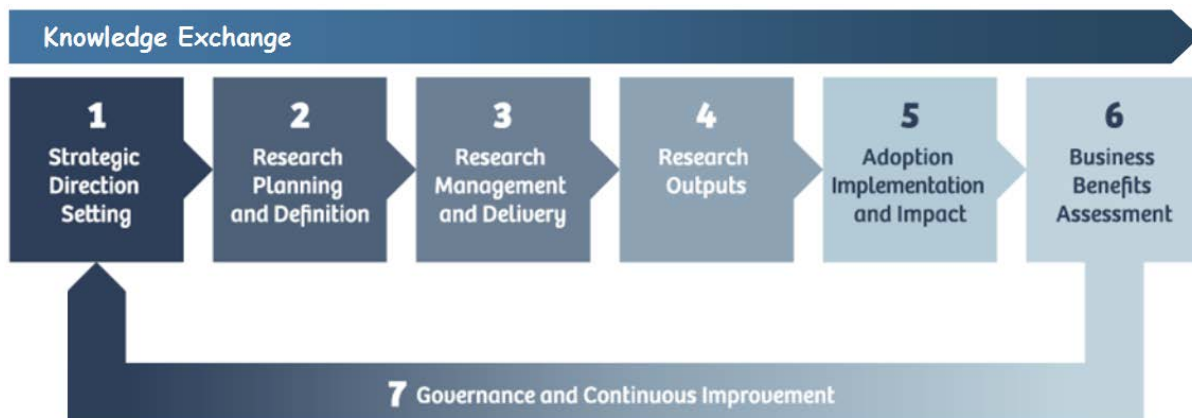 Knowledge Exchange
1
Strategic
Direction
Setting
2
Research
Planning
and Definition
3
Research
Management
and Delivery
4
Research
Outputs
5
Adoption
Implementation
and Impact
6
Business
Benefits
Assessment
7 Governance and Continuous Improvement